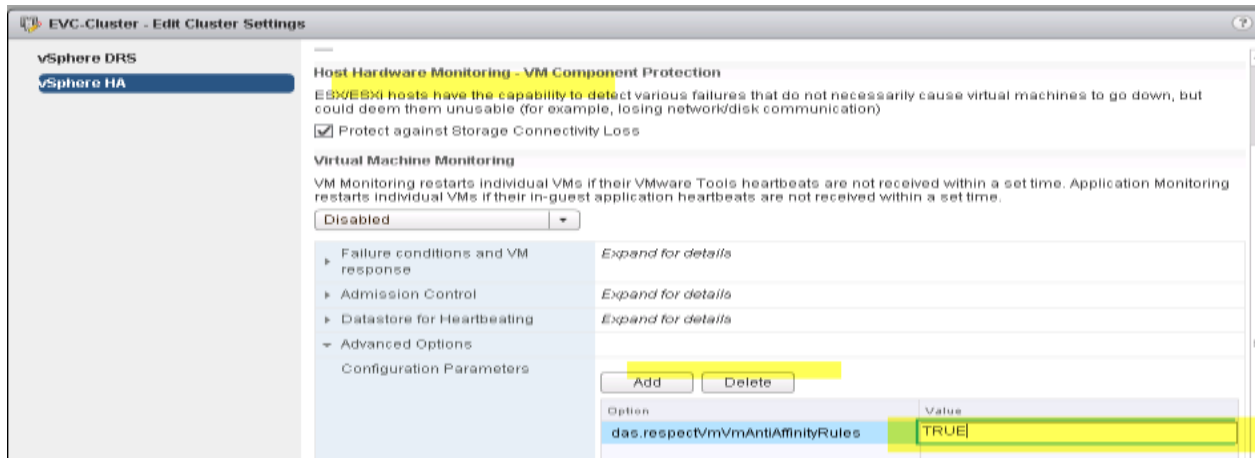 EVC-Cluster - Edit Cluster Settings
?
vSphere DRS
vSphere HA
Host Hardware Monitoring - VM Component Protection
ESX/ESXi hosts have the capability to detect various failures that do not necessarily cause virtual machines to go down, but
could deem them unusable (for example, losing network/disk communication)
Protect against Storage Connectivity Loss
Virtual Machine Monitoring
VM Monitoring restarts individual VMs if their VMware Tools heartbeats are not received within a set time. Application Monitoring
restarts individual VMs if their in-guest application heartbeats are not received within a set time.
Disabled
Failure conditions and VM
response
Expand for details
Admission Control
Expand for details
Datastore for Heartbeating
Expand for details
Advanced Options
Configuration Parameters
Add Delete
Option Value
das.respectVmVmAntiAffinityRules TRUE